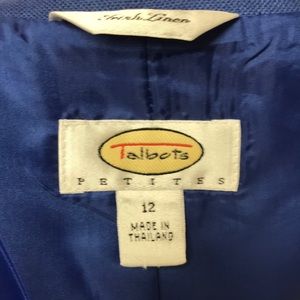 Irish Linen
Talbots
PETITES
12
MADE IN
THAILAND